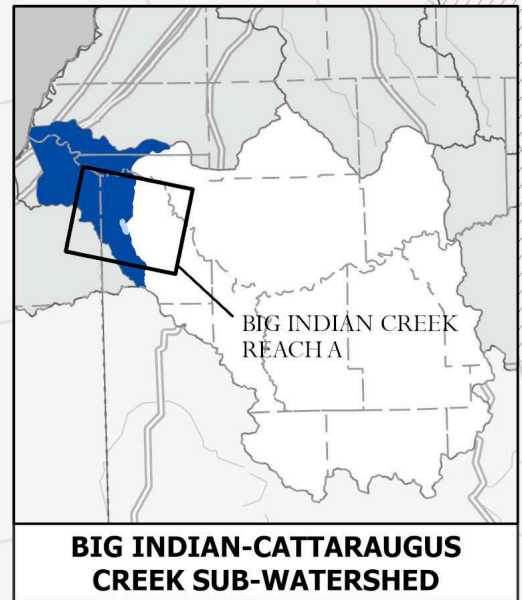 BIG INDIAN CREEK
REACH A
BIG INDIAN-CATTARAUGUS
CREEK SUB-WATERSHED